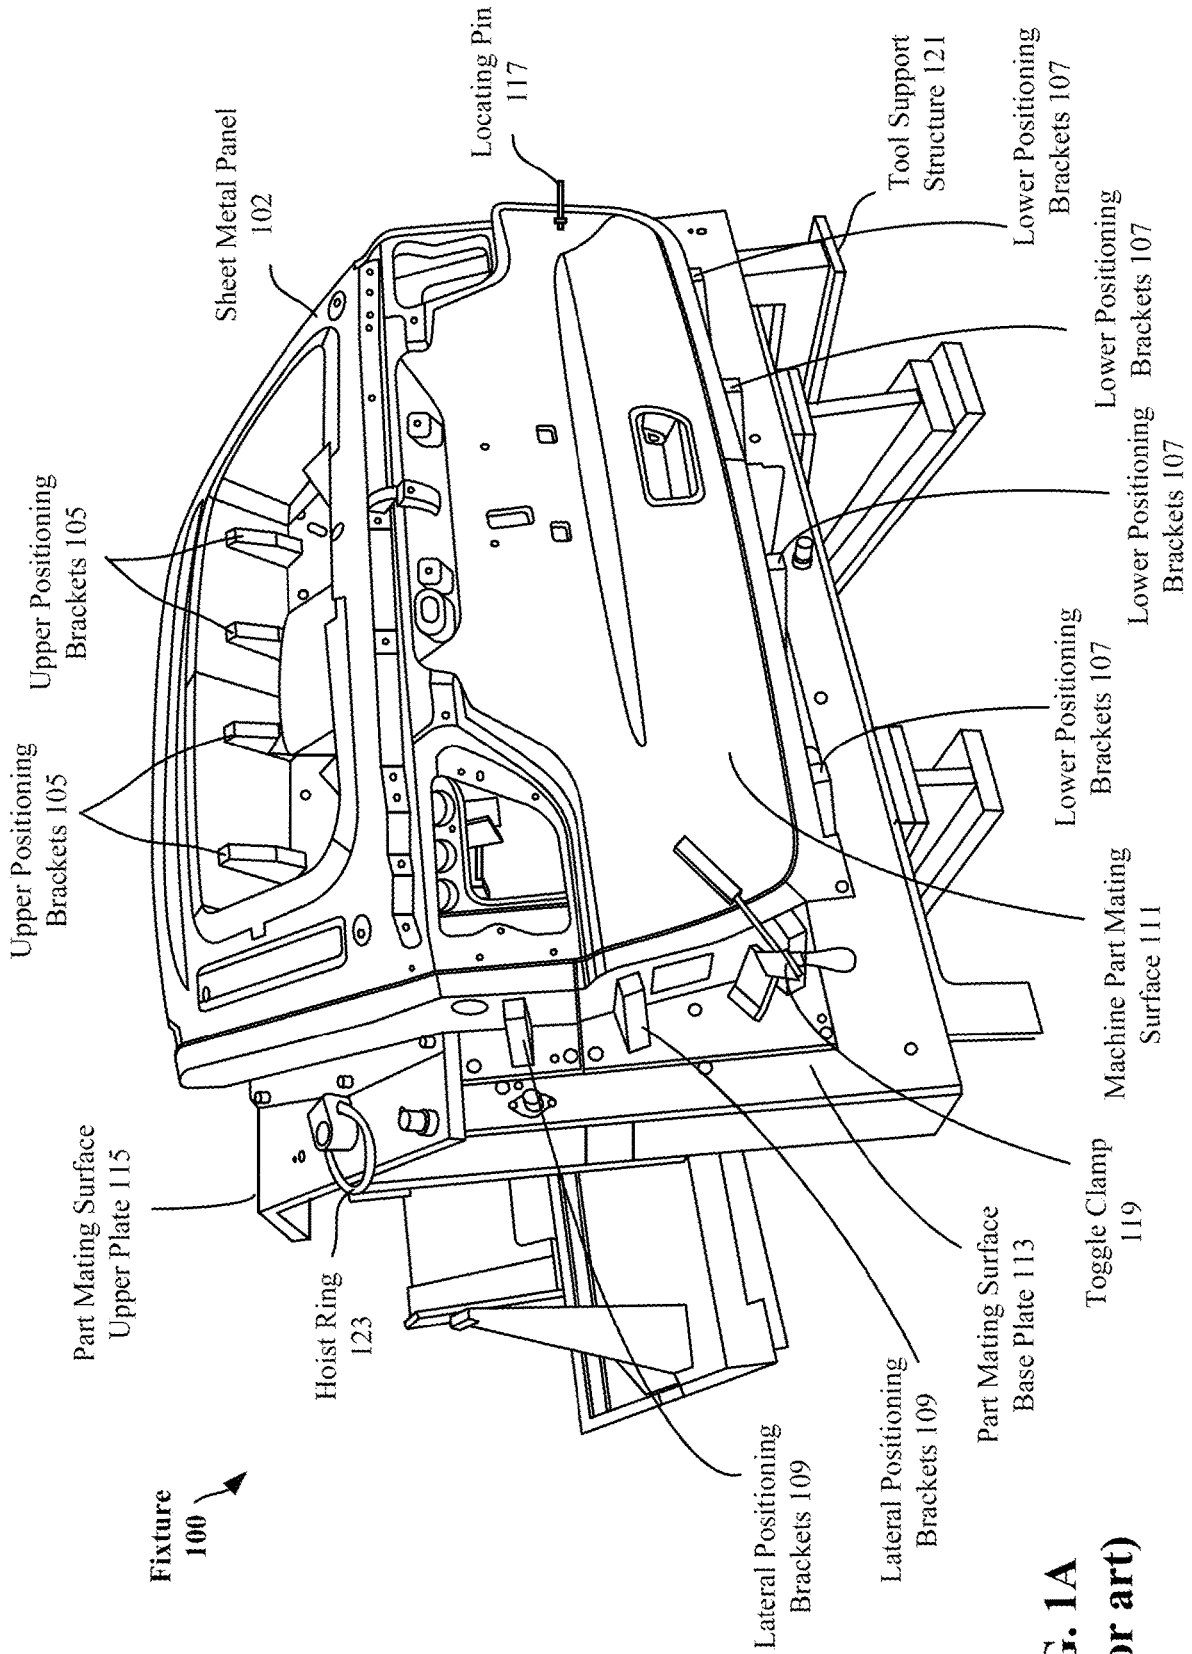 Fixture
100
Part Mating Surface
Upper Plate 115
Upper Positioning
Brackets 105
Upper Positioning
Brackets 105
Hoist Ring
123
Sheet Metal Panel
102
Locating Pin
117
Lateral Positioning
Brackets 109
Lateral Positioning
Brackets 109
Part Mating Surface
Base Plate 113
Toggle Clamp
119
Machine Part Mating
Surface 111
Lower Positioning
Brackets 107
Lower Positioning
Brackets 107
Lower Positioning
Brackets 107
Lower Positioning
Brackets 107
Tool Support
Structure 121
1A
art)